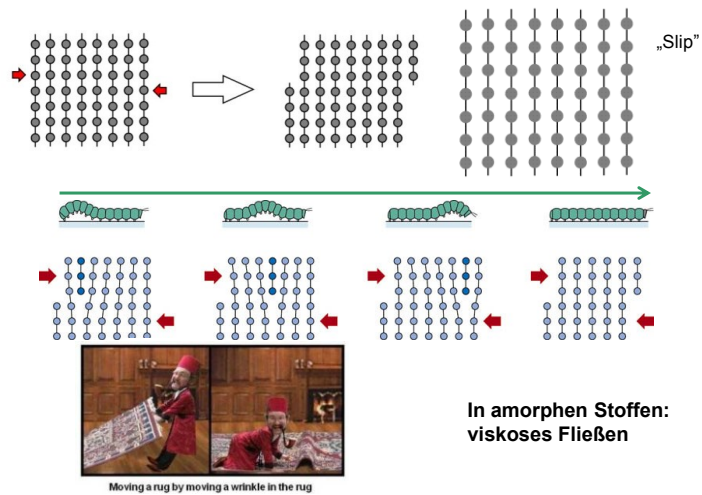 „Slip”
In amorphen Stoffen:
viskoses Fließen
Moving a rug by moving a wrinkle in the rug